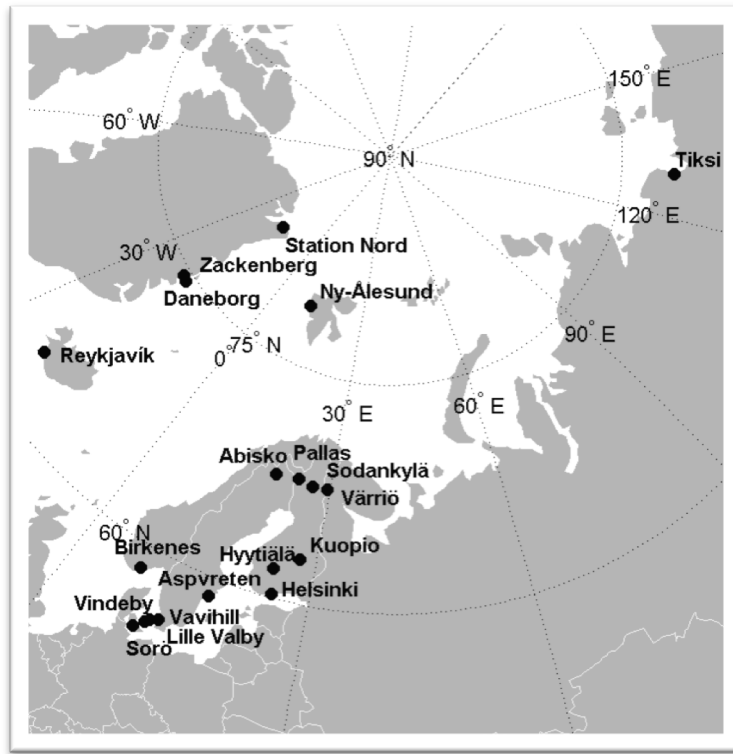 150° E
60° W
90° N
Tiksi
120° E
Station Nord
30° W
Zackenberg
Daneborg
Ny-Ålesund
90° E
75° N
0°
Reykjavík
30° E
60° E
Abisko
Pallas
Sodankylä
Värriö
60° N
Birkenes
Hyytiälä
Kuopio
Aspvreten
Helsinki
Vindeby
Vavihill
Lille Valby
Sorö